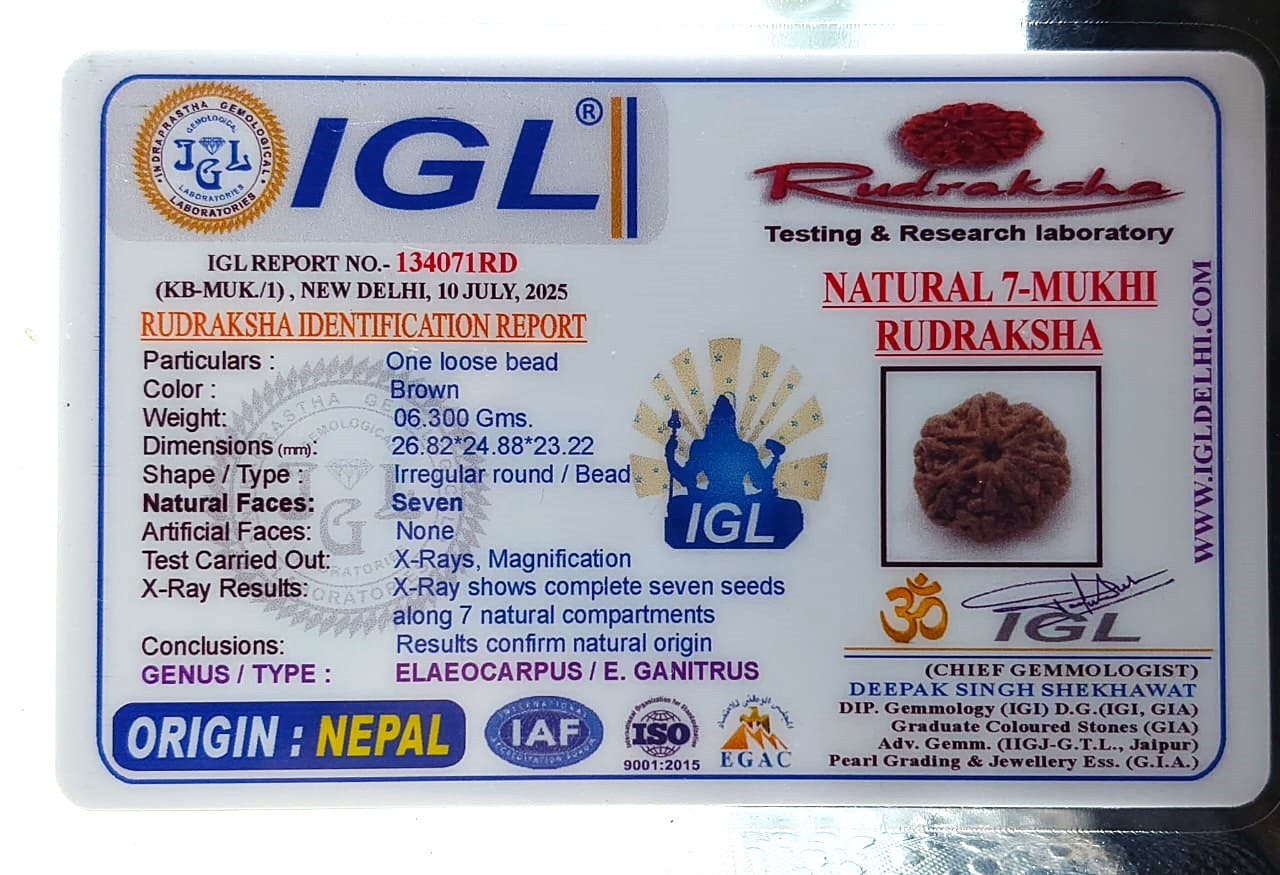 INDRAPRASTHA GEMOLOGICAL LABORATORIES
GEMOLOGICAL
IGL
LABORATORIES
IGL®
Rudraksha
Testing & Research laboratory
IGL REPORT NO.- 134071RD
(KB-MUK./1) , NEW DELHI, 10 JULY, 2025
RUDRAKSHA IDENTIFICATION REPORT
Particulars : One loose bead
Color : Brown
Weight: 06.300 Gms.
Dimensions (mm): 26.82*24.88*23.22
Shape / Type : Irregular round / Bead
Natural Faces: Seven
Artificial Faces: None
Test Carried Out: X-Rays, Magnification
X-Ray Results: X-Ray shows complete seven seeds
along 7 natural compartments
Conclusions: Results confirm natural origin
GENUS / TYPE : ELAEOCARPUS / E. GANITRUS
ORIGIN : NEPAL
IAF
ISO
9001:2015
EGAC
IGL
NATURAL 7-MUKHI
RUDRAKSHA
WWW.IGLDELHI.COM
ॐ
IGL
(CHIEF GEMMOLOGIST)
DEEPAK SINGH SHEKHAWAT
DIP. Gemmology (IGI) D.G.(IGI, GIA)
Graduate Coloured Stones (GIA)
Adv. Gemm. (IIGJ-G.T.L., Jaipur)
Pearl Grading & Jewellery Ess. (G.I.A.)